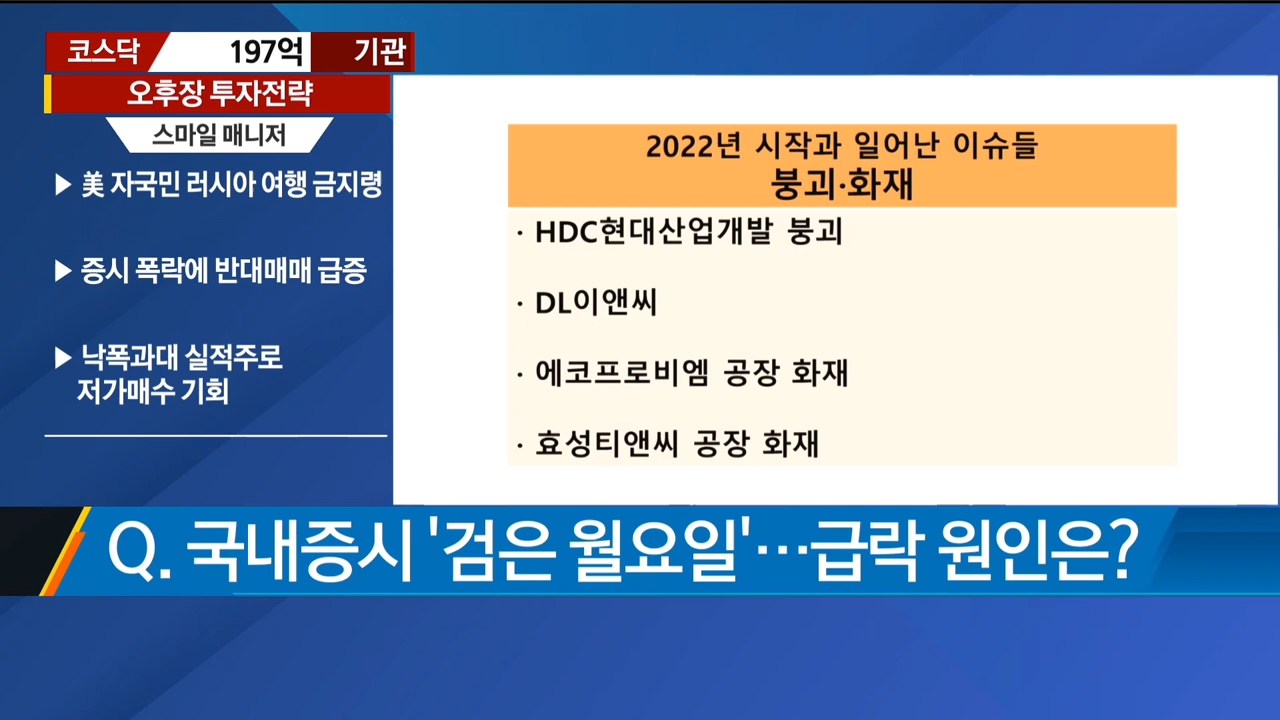 코스닥 197억 기관
오후장 투자전략
스마일 매니저
▶ 美 자국민 러시아 여행 금지령
▶ 증시 폭락에 반대매매 급증
▶ 낙폭과대 실적주로
저가매수 기회
2022년 시작과 일어난 이슈들
붕괴·화재
· HDC현대산업개발 붕괴
· DL이앤씨
· 에코프로비엠 공장 화재
· 효성티앤씨 공장 화재
Q. 국내증시 '검은 월요일'…급락 원인은?